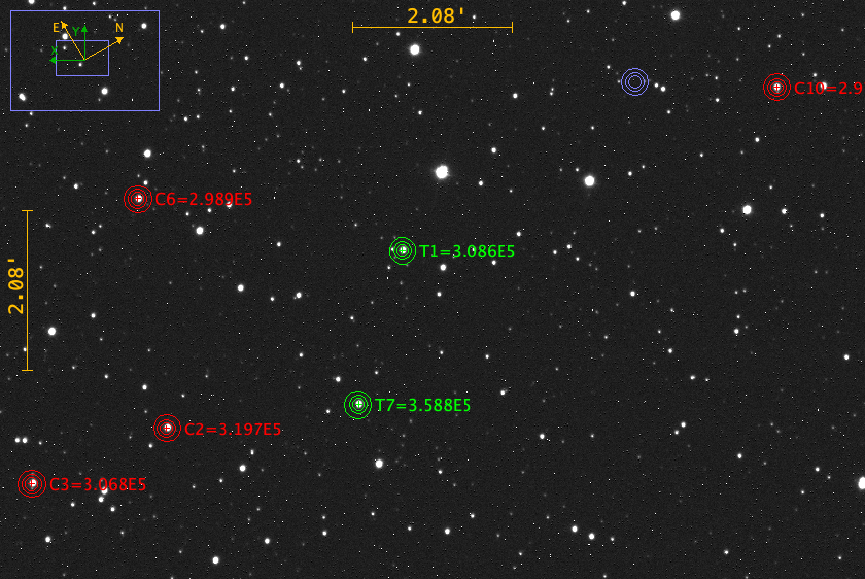 2.08'
E N
Y
X
C10=2.9
C6=2.989E5
T1=3.086E5
2.08'
T7=3.588E5
C2=3.197E5
C3=3.068E5